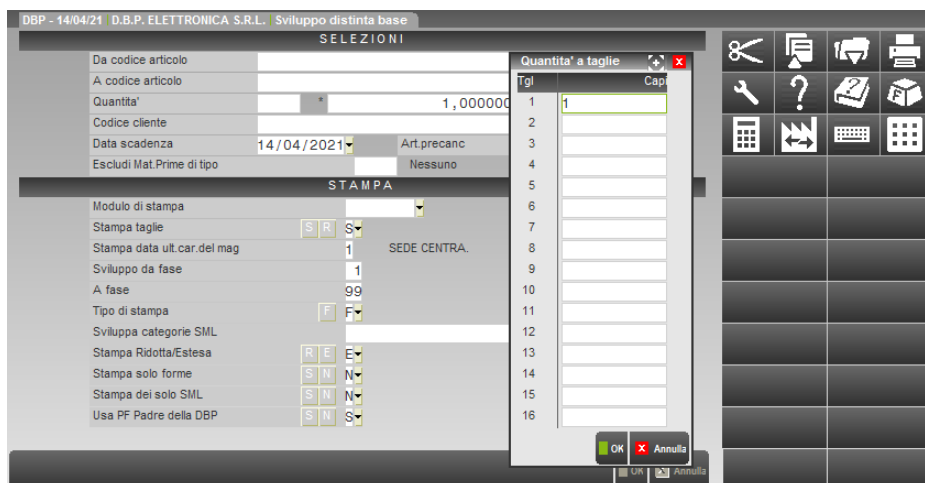 DBP - 14/04/21 D.B.P. ELETTRONICA S.R.L. Sviluppo distinta base
SELEZIONI
Da codice articolo
A codice articolo
Quantita' * 1,000000
Codice cliente
Data scadenza 14/04/2021 Art.precanc
Escludi Mat.Prime di tipo Nessuno
STAMPA
Modulo di stampa
Stampa taglie S R S
Stampa data ult.car.del mag 1 SEDE CENTRA.
Sviluppo da fase 1
A fase 99
Tipo di stampa F F
Sviluppa categorie SML
Stampa Ridotta/Estesa R E E
Stampa solo forme S N N
Stampa dei solo SML S N N
Usa PF Padre della DBP S N S
OK Annulla
Quantita' a taglie
Tgl Capi
1 1
2
3
4
5
6
7
8
9
10
11
12
13
14
15
16
OK Annulla